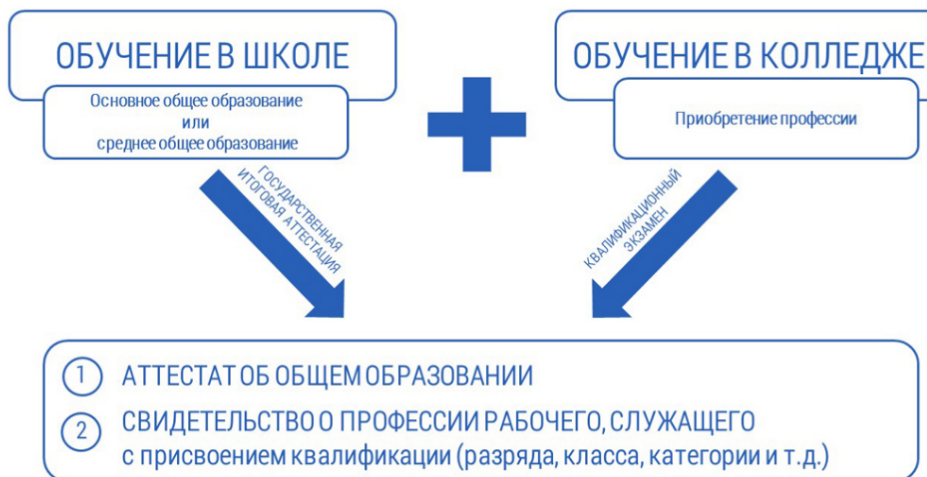 ОБУЧЕНИЕ В ШКОЛЕ
Основное общее образование
или
среднее общее образование
ОБУЧЕНИЕ В КОЛЛЕДЖЕ
Приобретение профессии
ГОСУДАРСТВЕННАЯ
ИТОГОВАЯ АТТЕСТАЦИЯ
КВАЛИФИКАЦИОННЫЙ
ЭКЗАМЕН
1 АТТЕСТАТ ОБ ОБЩЕМ ОБРАЗОВАНИИ
2 СВИДЕТЕЛЬСТВО О ПРОФЕССИИ РАБОЧЕГО, СЛУЖАЩЕГО
с присвоением квалификации (разряда, класса, категории и т.д.)